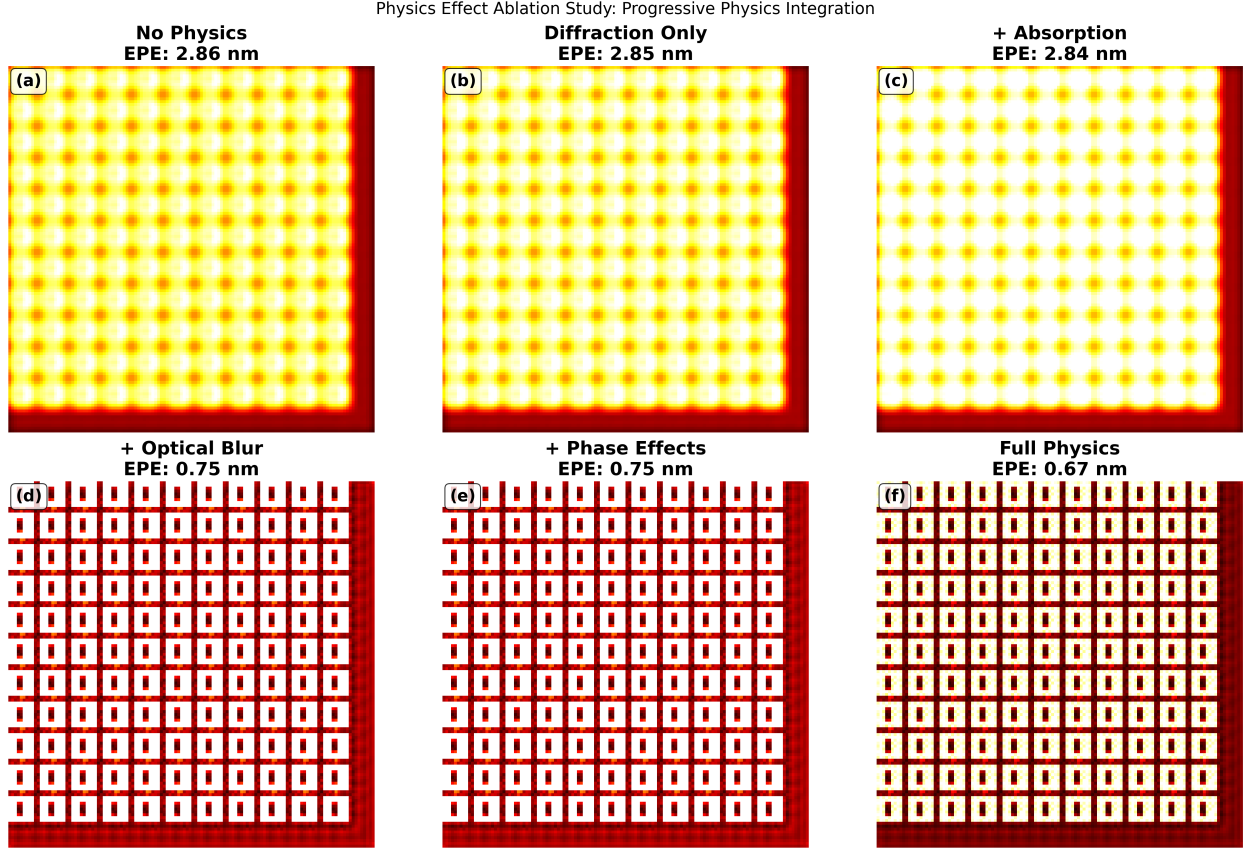 Physics Effect Ablation Study: Progressive Physics Integration
No Physics
EPE: 2.86 nm
(a)
Diffraction Only
EPE: 2.85 nm
(b)
+ Absorption
EPE: 2.84 nm
(c)
+ Optical Blur
EPE: 0.75 nm
(d)
+ Phase Effects
EPE: 0.75 nm
(e)
Full Physics
EPE: 0.67 nm
(f)